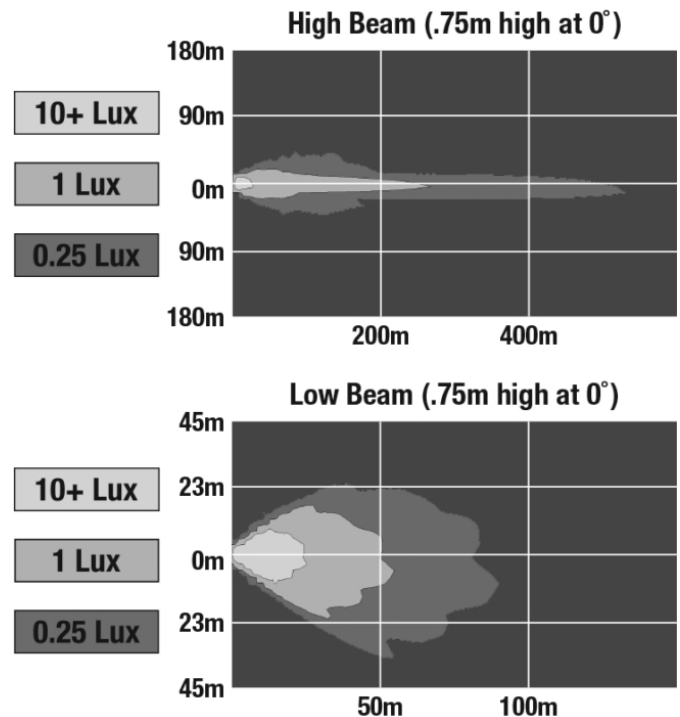 High Beam (.75m high at 0°)
180m
10+ Lux
90m
1 Lux
0m
0.25 Lux
90m
180m
200m
400m
Low Beam (.75m high at 0°)
45m
10+ Lux
23m
1 Lux
0m
0.25 Lux
23m
45m
50m
100m